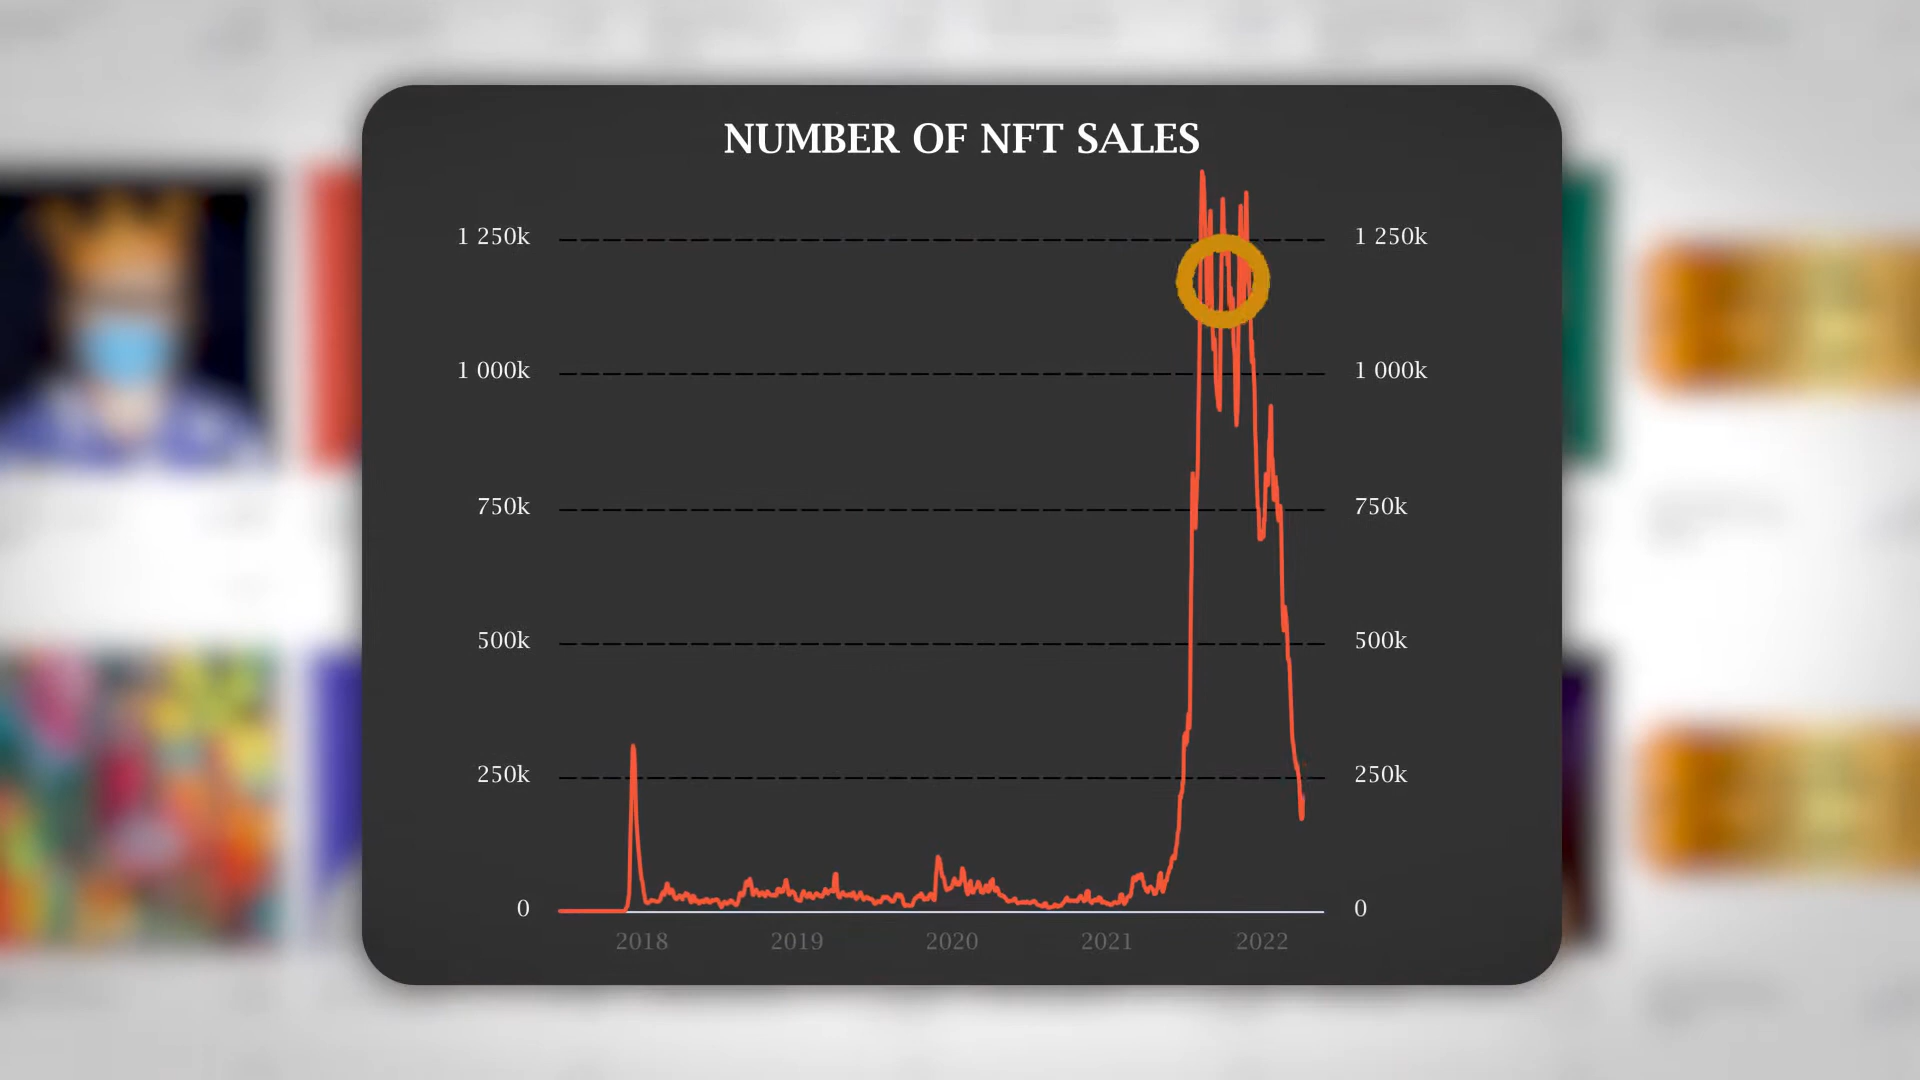 NUMBER OF NFT SALES
1 250k 1 250k
1 000k 1 000k
750k 750k
500k 500k
250k 250k
0 0
2018 2019 2020 2021 2022